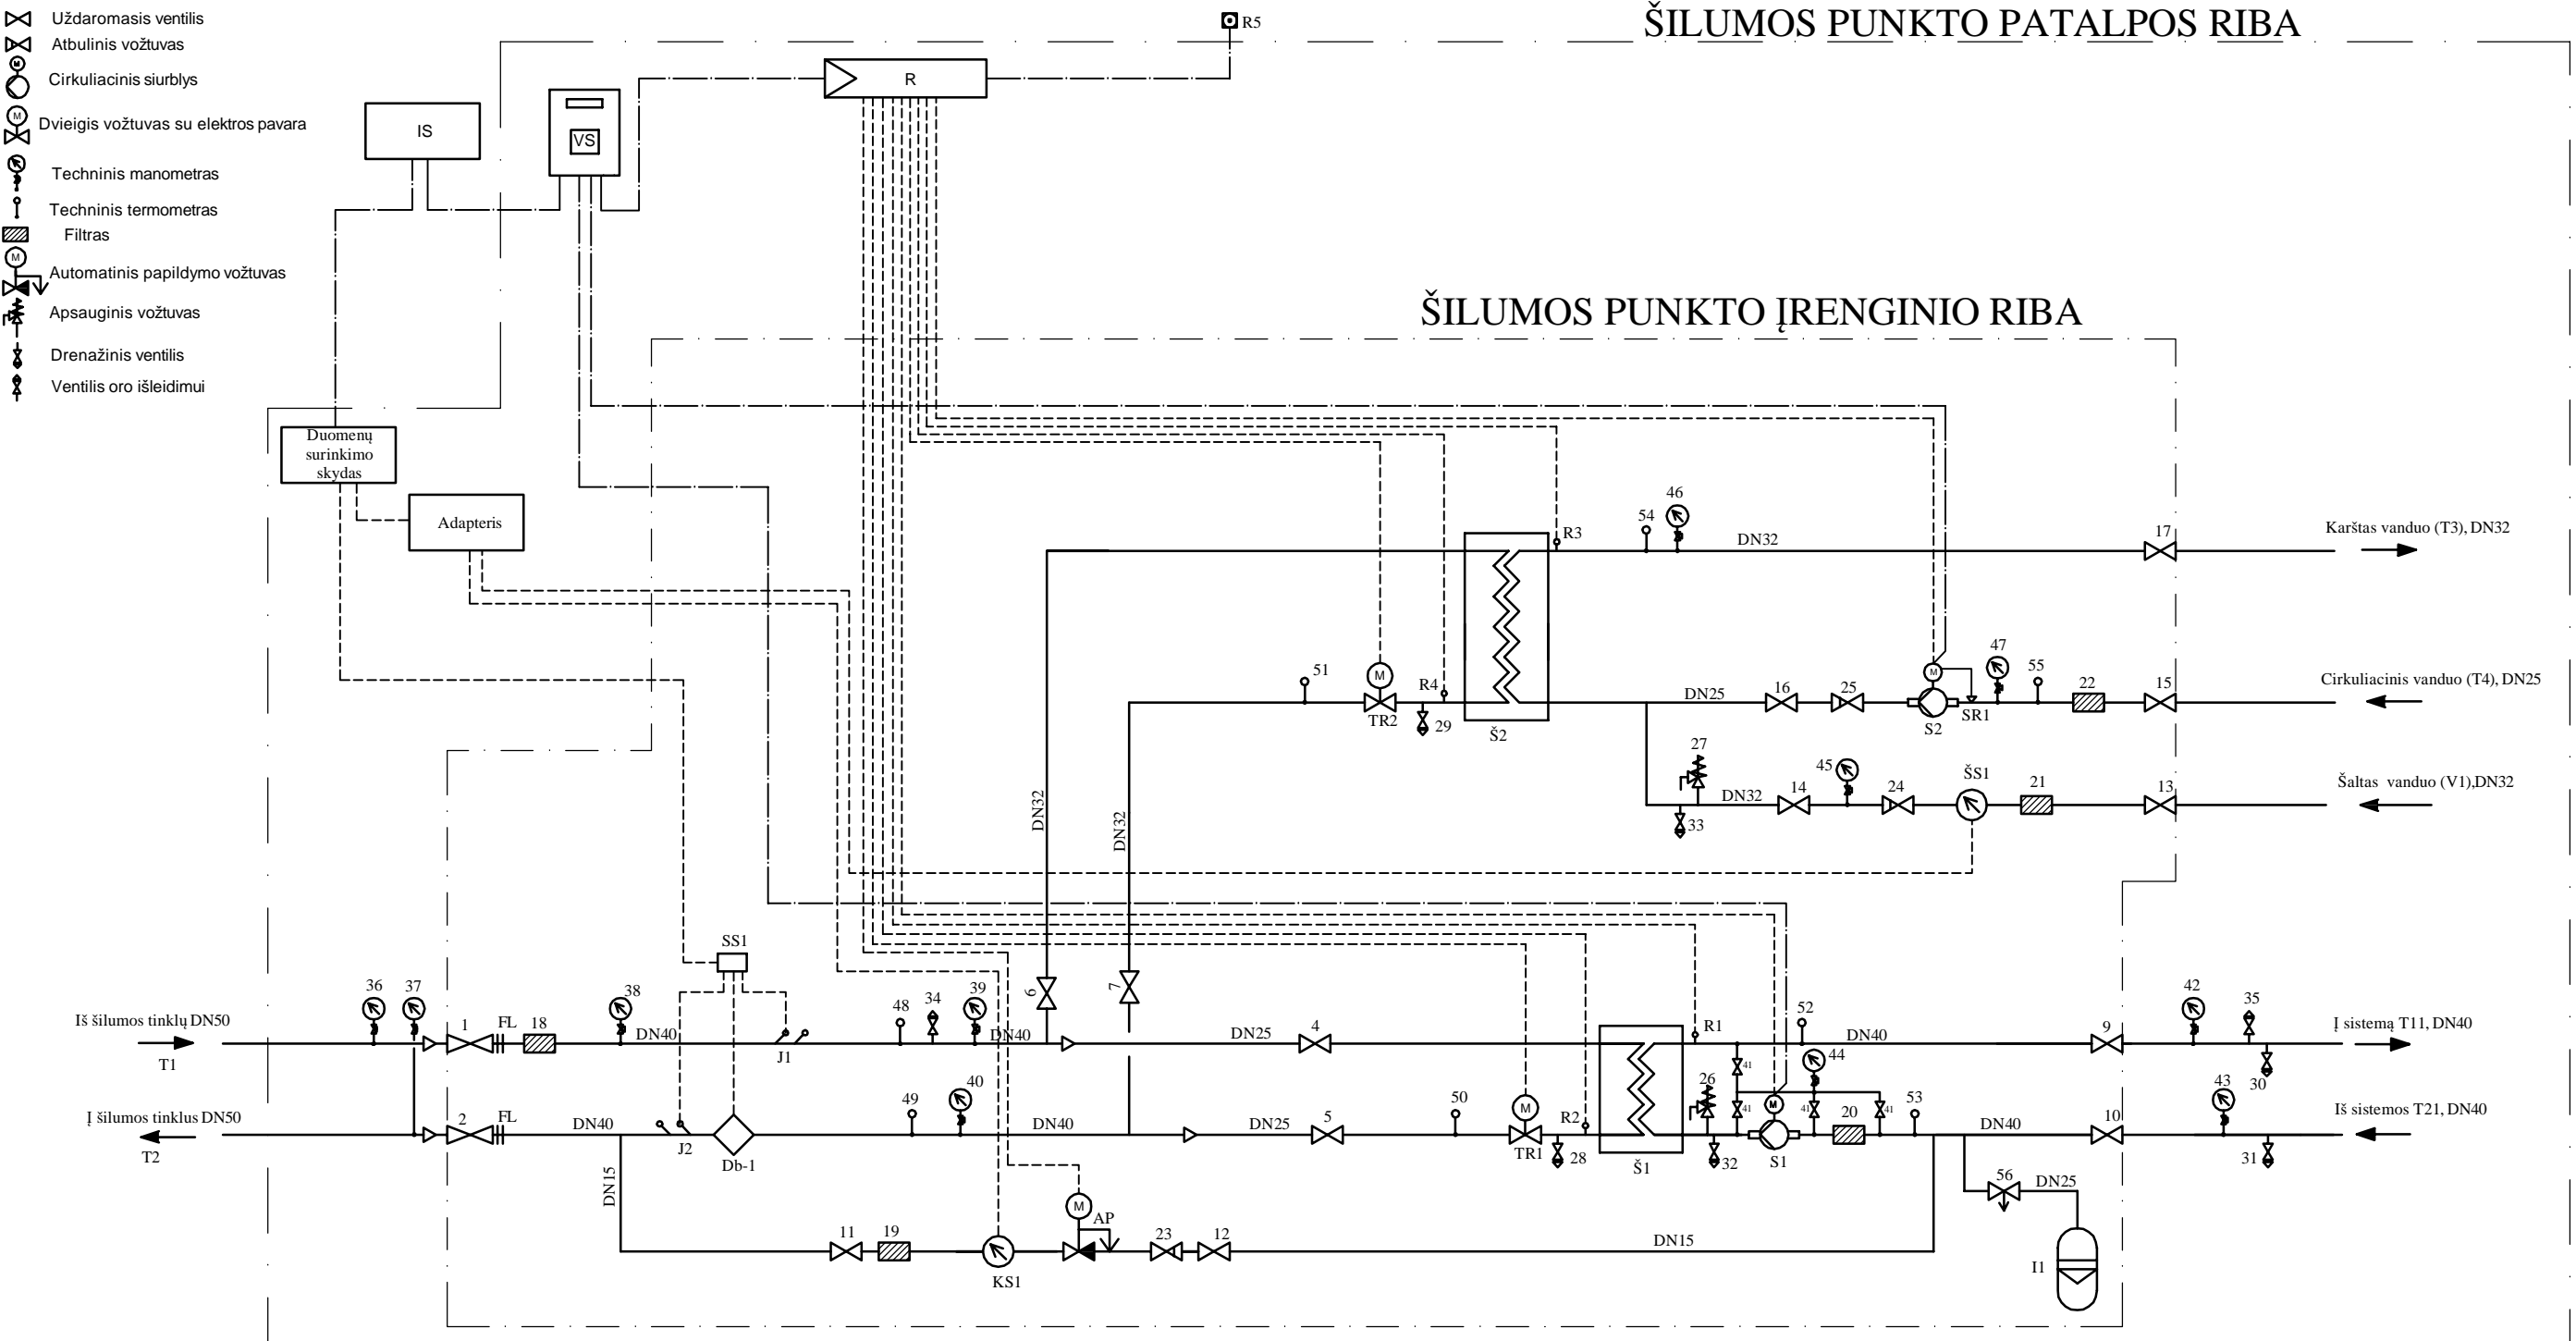 ŠILUMOS PUNKTO PATALPOS RIBA
Uždaromasis ventilis
Atbulinis vožtuvas
M
Cirkuliacinis siurblys
M
Dvieigis vožtuvas su elektros pavara
Techninis manometras
Techninis termometras
Filtras
M
Automatinis papildymo vožtuvas
Apsauginis vožtuvas
Drenažinis ventilis
Ventilis oro išleidimui
R5
R
IS
VS
ŠILUMOS PUNKTO ĮRENGINIO RIBA
Duomenų
surinkimo
skydas
Adapteris
46
54
R3
DN32
17
Karštas vanduo (T3), DN32
51
M
TR2
R4
29
Š2
DN25
16
25
M
S2
SR1
47
55
22
15
Cirkuliacinis vanduo (T4), DN25
27
33
DN32
14
45
24
ŠS1
21
13
Šaltas vanduo (V1),DN32
DN32
DN32
6
7
SS1
36
37
1
FL
18
38
DN40
J1
48
34
39
DN40
DN25
4
R1
52
DN40
9
42
35
30
Iš šilumos tinklų DN50
T1
Į sistemą T11, DN40
41
44
26
41
41
41
M
Į šilumos tinklus DN50
T2
2
FL
DN40
J2
Db-1
49
40
DN40
DN25
5
50
M
TR1
R2
28
Š1
32
S1
20
53
DN40
10
43
31
Iš sistemos T21, DN40
DN15
11
19
KS1
M
AP
23
12
DN15
56
DN25
I1